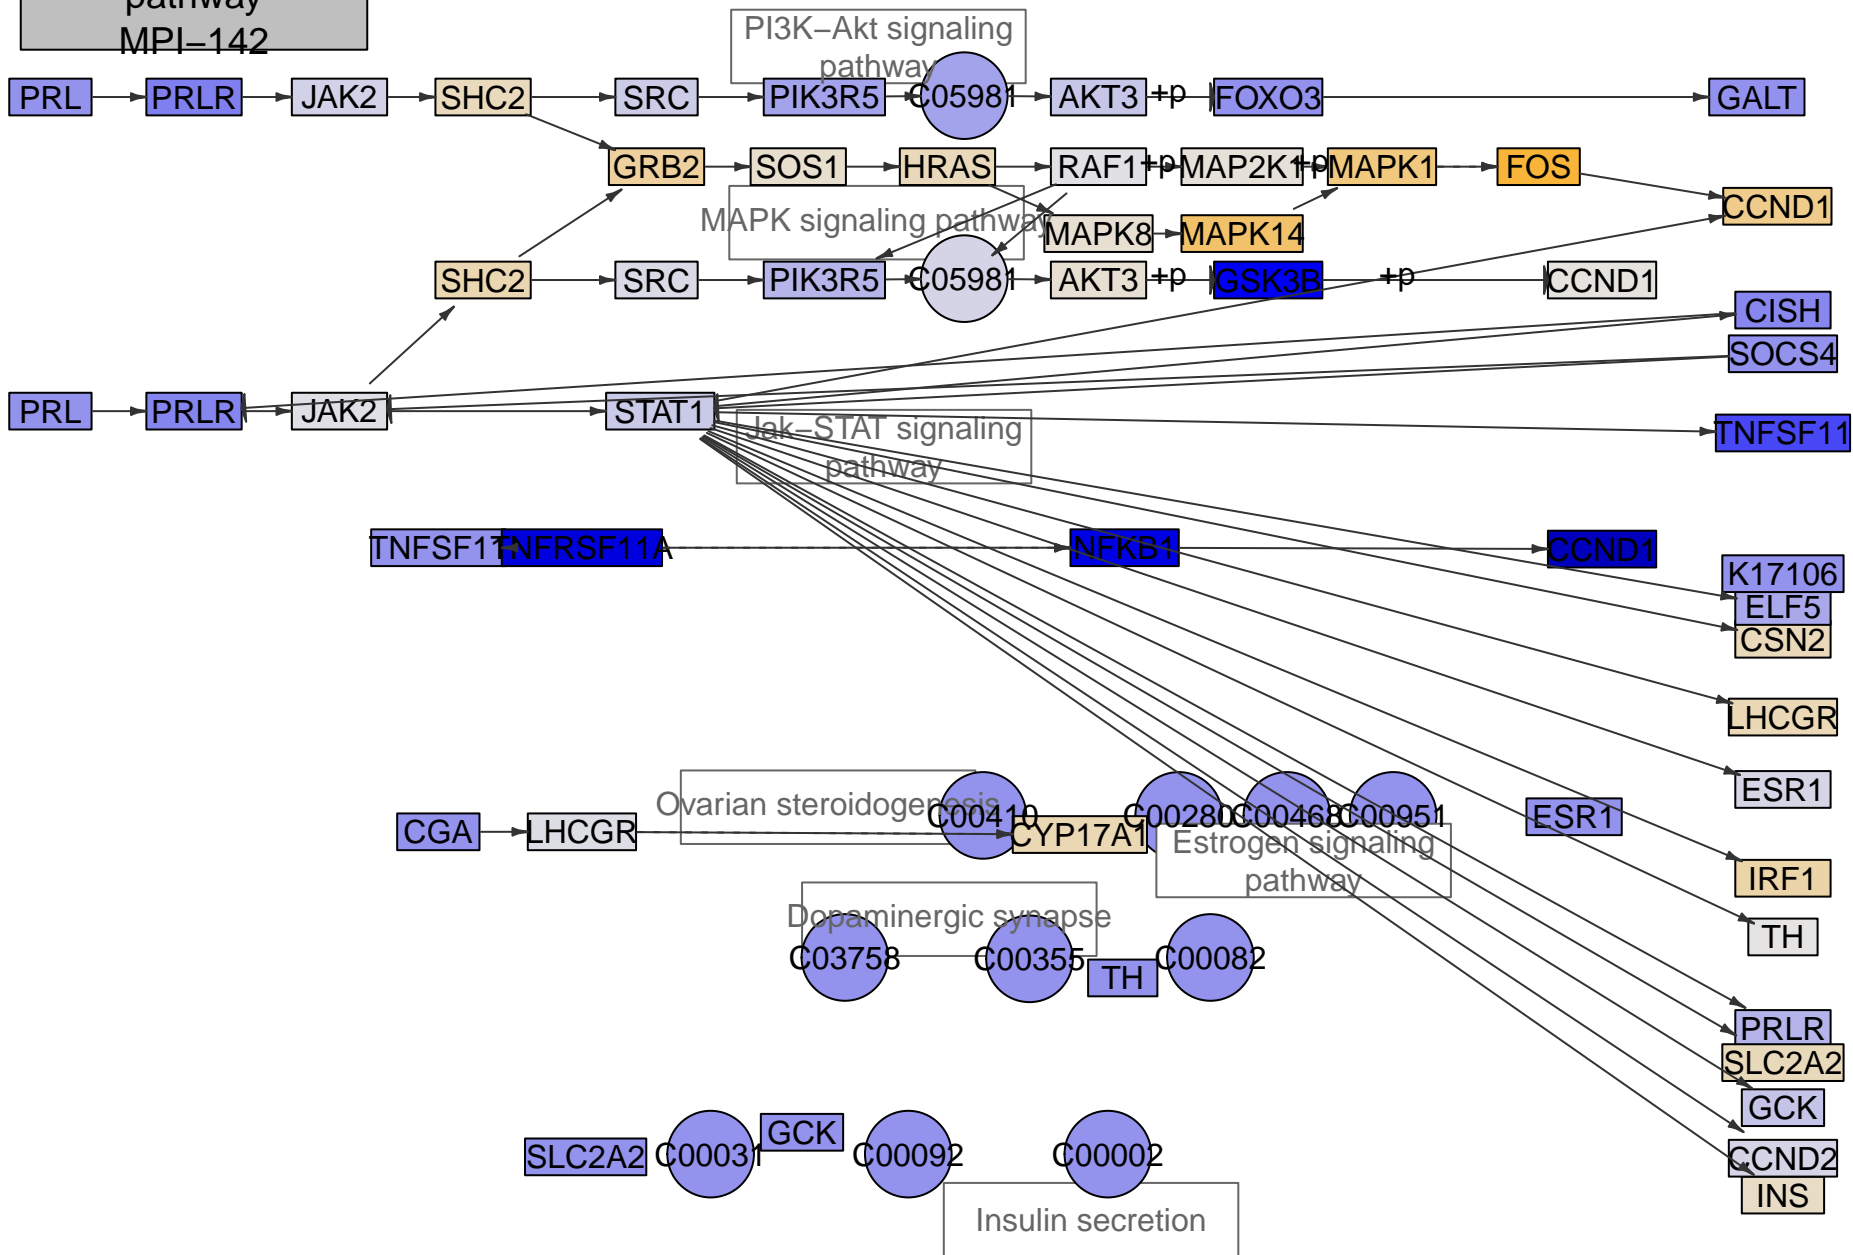 pathway
MPI−142
PI3K−Akt signaling
pathway
PRL
PRLR
JAK2
SHC2
SRC
PIK3R5
C05981
AKT3
+p
FOXO3
GALT
GRB2
SOS1
HRAS
RAF1
+p
MAP2K1
+p
MAPK1
FOS
CCND1
MAPK signaling pathway
MAPK8
MAPK14
SHC2
SRC
PIK3R5
C05981
AKT3
+p
GSK3B
+p
CCND1
CISH
SOCS4
PRL
PRLR
JAK2
STAT1
Jak−STAT signaling
pathway
TNFSF11
TNFSF11
TNFRSF11A
NFKB1
CCND1
K17106
ELF5
CSN2
LHCGR
ESR1
Ovarian steroidogenesis
C00410
C00280
C00468
C00951
ESR1
CGA
LHCGR
CYP17A1
Estrogen signaling
pathway
IRF1
Dopaminergic synapse
TH
C03758
C00355
TH
C00082
PRLR
SLC2A2
GCK
SLC2A2
C00031
GCK
C00092
C00002
CCND2
INS
Insulin secretion